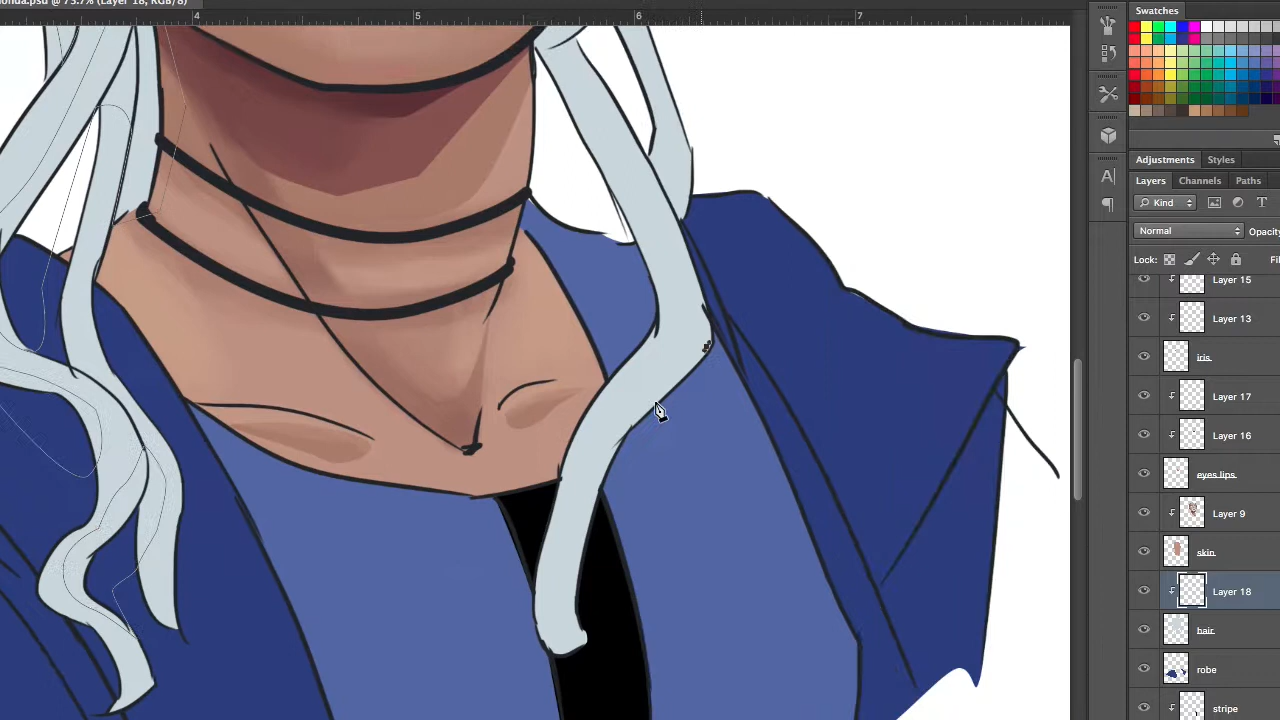 onda.psd @ 73.7% (Layer 18, RGB/8)
4 5 6 7
Swatches
Adjustments Styles
Layers Channels Paths
Kind
Normal Opacity
Lock:
Layer 15
Layer 13
iris
Layer 17
Layer 16
eyes lips
Layer 9
skin
Layer 18
hair
robe
stripe